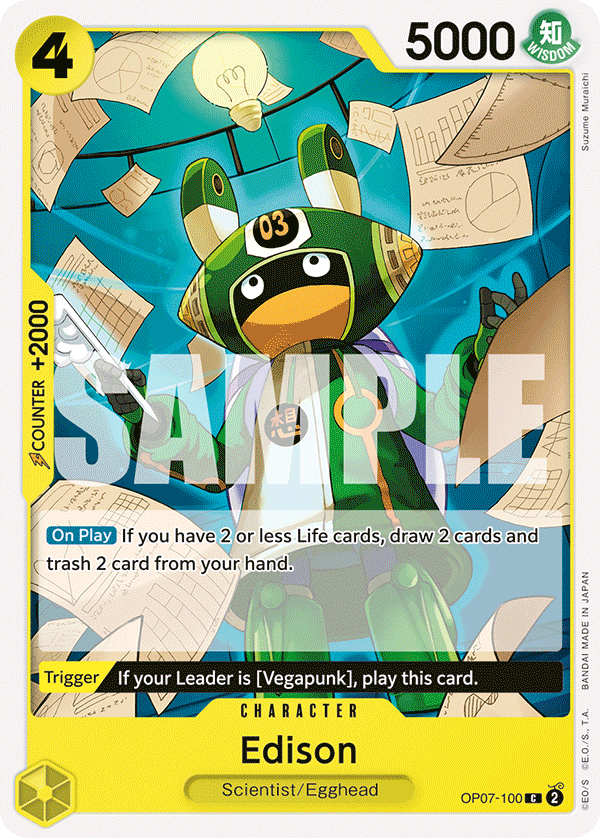 4
5000
知
WISDOM
Suzume Muraichi
03
COUNTER +2000
SAMPLE
想
On Play If you have 2 or less Life cards, draw 2 cards and
trash 2 card from your hand.
Trigger If your Leader is [Vegapunk], play this card.
CHARACTER
Edison
Scientist/Egghead
OP07-100 C 2
©EO/S ©E.O./S., T.A. BANDAI MADE IN JAPAN